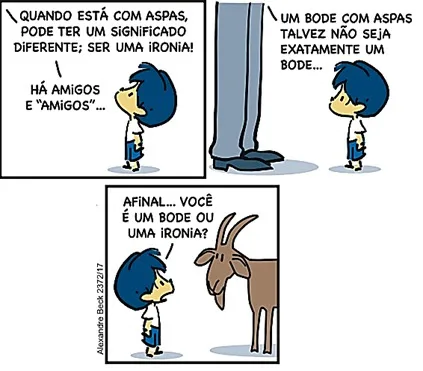 QUANDO ESTÁ COM ASPAS,
PODE TER UM SIGNIFICADO
DIFERENTE; SER UMA IRONIA!
HÁ AMIGOS
E “AMIGOS”...
UM BODE COM ASPAS
TALVEZ NÃO SEJA
EXATAMENTE UM
BODE...
AFINAL... VOCÊ
É UM BODE OU
UMA IRONIA?
Alexandre Beck 2372/17